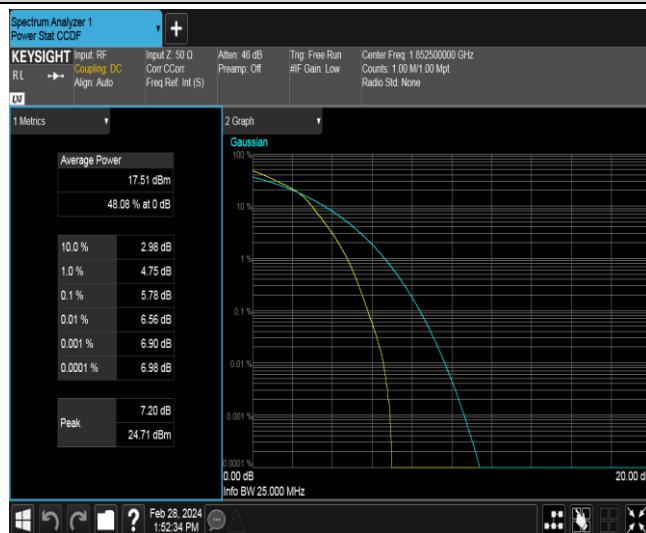 Spectrum Analyzer 1
Power Stat CCDF
+
KEYSIGHT
RL
LXI
Input: RF
Coupling: DC
Align: Auto
Input Z: 50 Ω
Corr CCorr
Freq Ref: Int (S)
Atten: 46 dB
Preamp: Off
Trig: Free Run
#IF Gain: Low
Center Freq: 1.852500000 GHz
Counts: 1.00 M/1.00 Mpt
Radio Std: None
1 Metrics
Average Power
17.51 dBm
48.08 % at 0 dB
10.0 % 2.98 dB
1.0 % 4.75 dB
0.1 % 5.78 dB
0.01 % 6.56 dB
0.001 % 6.90 dB
0.0001 % 6.98 dB
Peak
7.20 dB
24.71 dBm
2 Graph
Gaussian
100 %
10 %
1 %
0.1 %
0.01 %
0.001 %
0.0001 %
0.00 dB
20.00 d
Info BW 25.000 MHz
?
Feb 28, 2024
1:52:34 PM